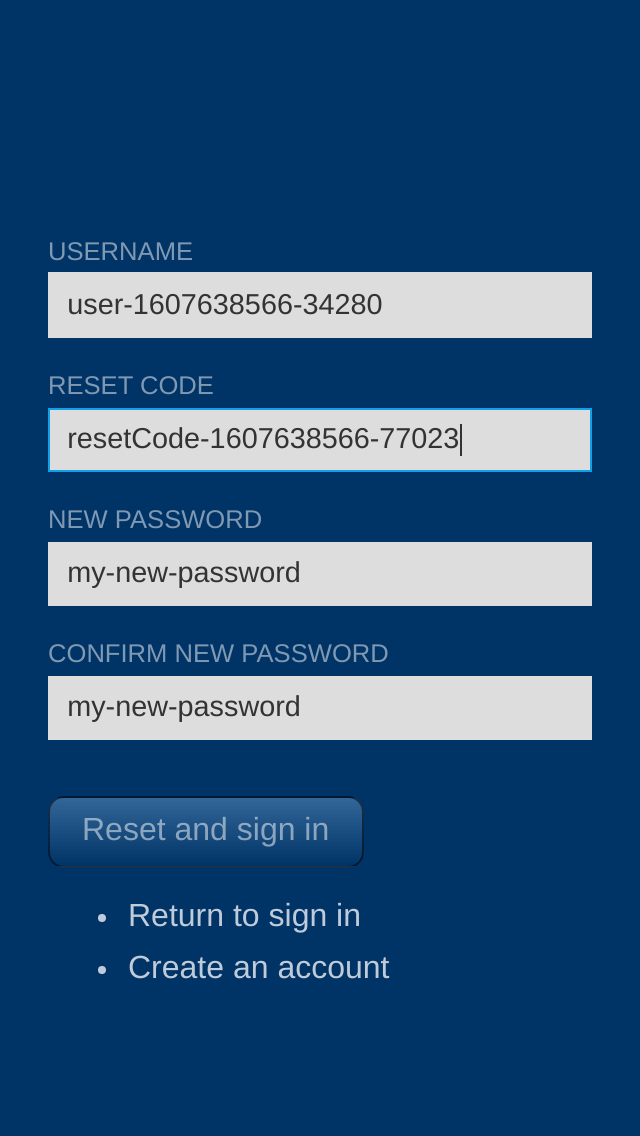 USERNAME
user-1607638566-34280
RESET CODE
resetCode-1607638566-77023
NEW PASSWORD
my-new-password
CONFIRM NEW PASSWORD
my-new-password
Reset and sign in
Return to sign in
Create an account